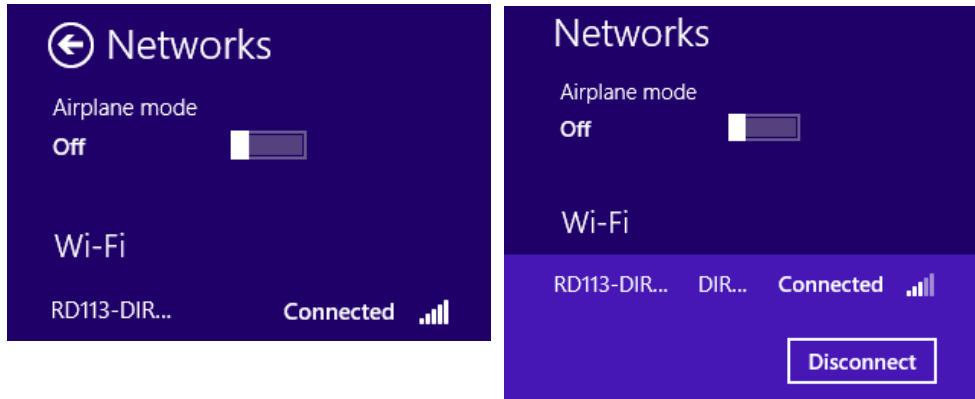 Networks
Airplane mode
Off
Wi-Fi
RD113-DIR... Connected
Networks
Airplane mode
Off
Wi-Fi
RD113-DIR... DIR... Connected
Disconnect